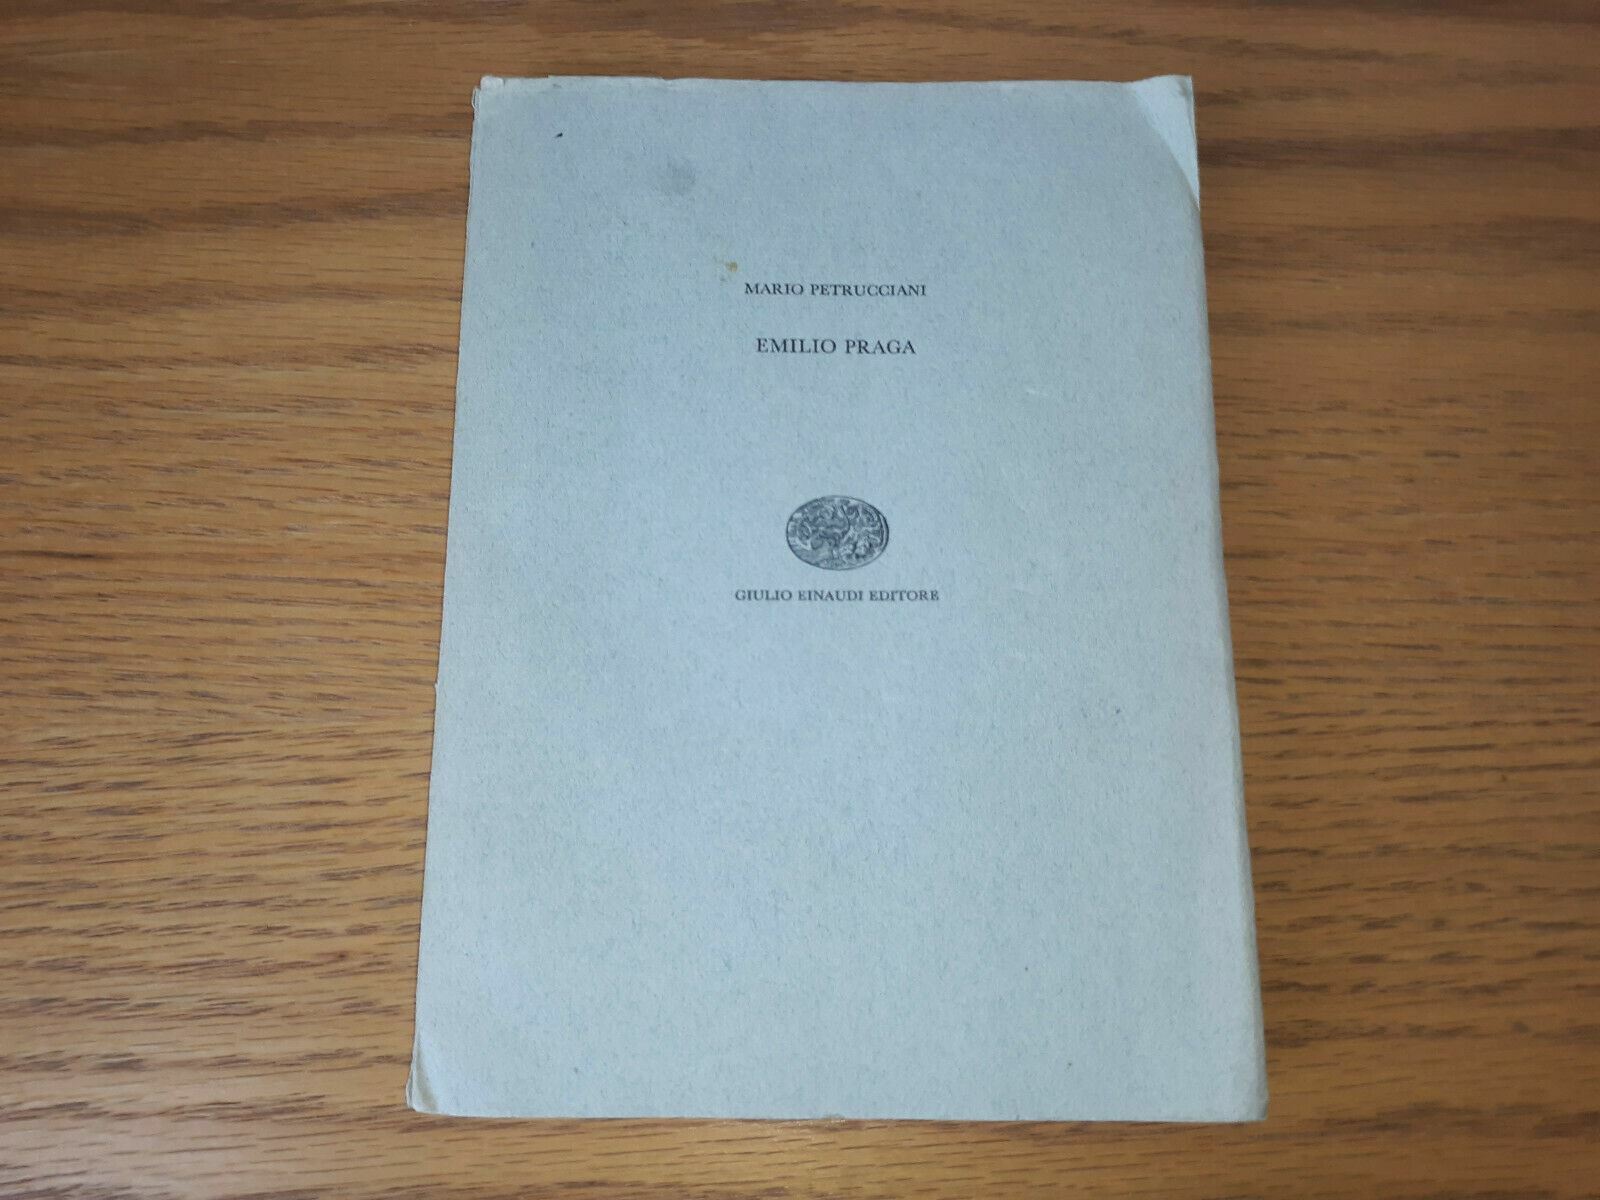 MARIO PETRUCCIANI
EMILIO PRAGA
GIULIO EINAUDI EDITORE